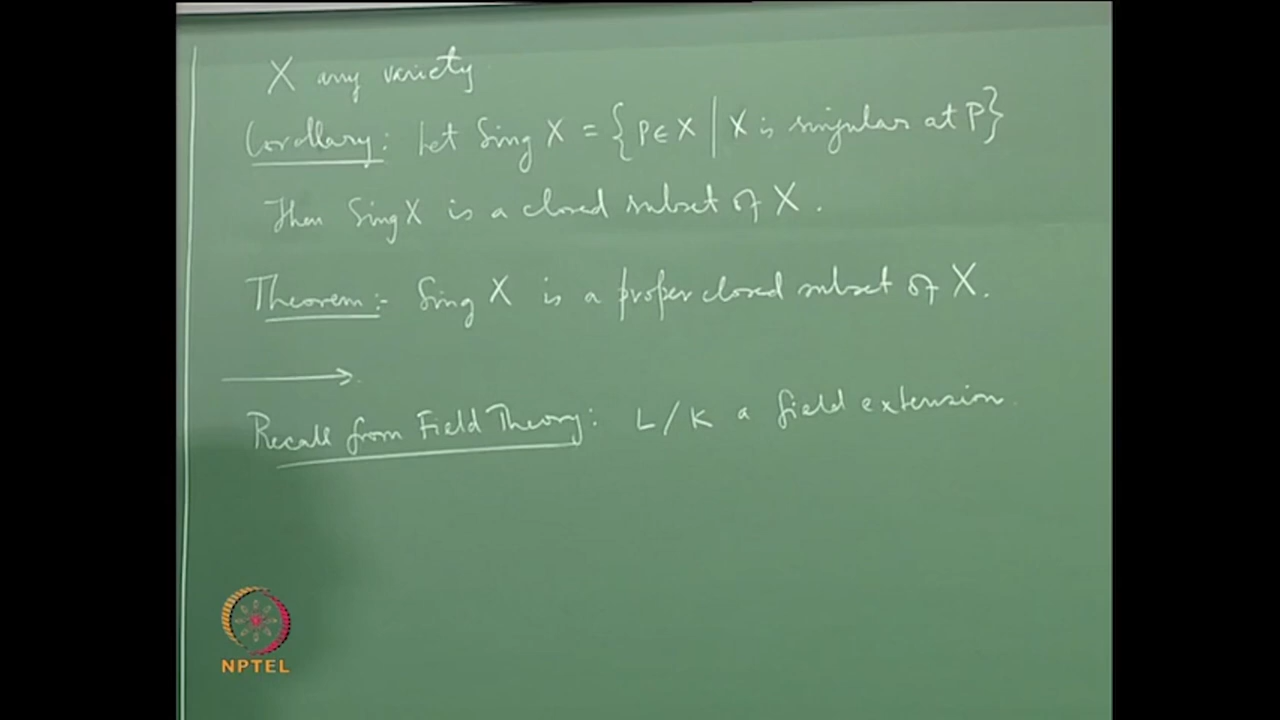 X any variety
Corollary: Let Sing X = {P∈X | X is singular at P}
Then Sing X is a closed subset of X.
Theorem:- Sing X is a proper closed subset of X.
⟶
Recall from Field Theory: L/K a field extension.
NPTEL